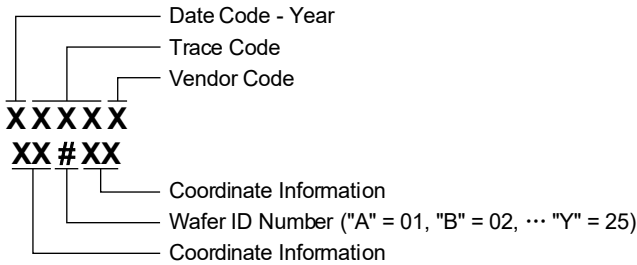 Date Code - Year
Trace Code
Vendor Code
XXXXX
XX#XX
Coordinate Information
Wafer ID Number ("A" = 01, "B" = 02, ··· "Y" = 25)
Coordinate Information